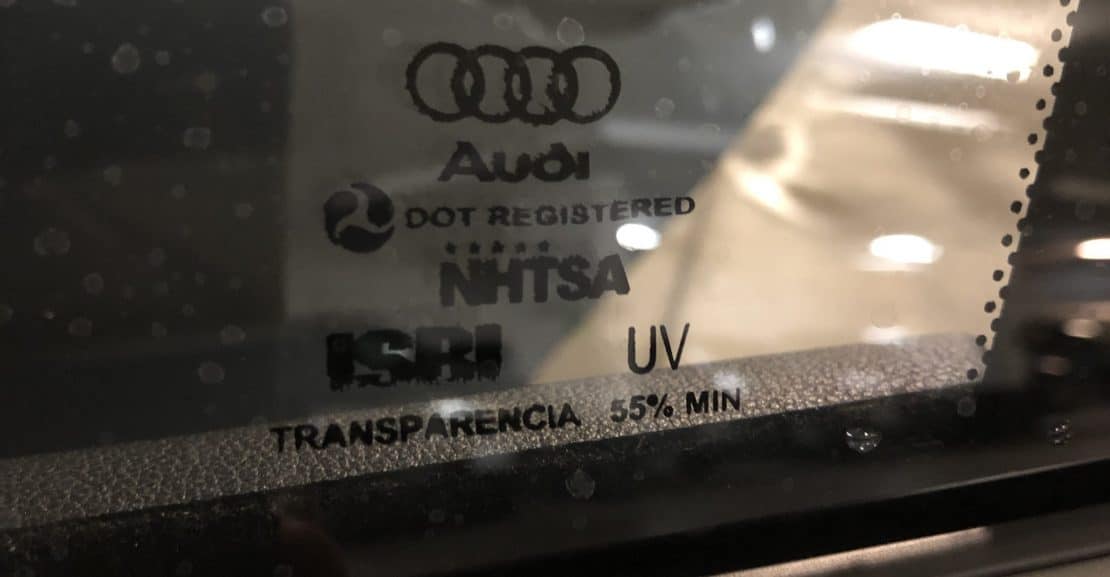 Audi
DOT REGISTERED
NHTSA
ISRI UV
TRANSPARENCIA 55% MIN